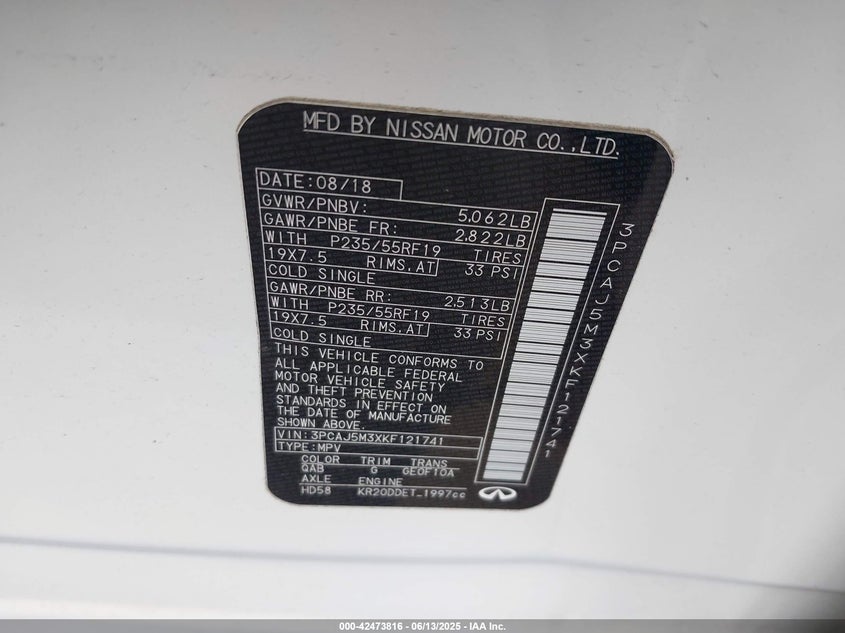 MFD BY NISSAN MOTOR CO.,LTD.
DATE:08/18
GVWR/PNBV: 5,062LB
GAWR/PNBE FR: 2,822LB
WITH P235/55RF19 TIRES
19X7.5 RIMS,AT 33 PSI
COLD SINGLE
GAWR/PNBE RR: 2,513LB
WITH P235/55RF19 TIRES
19X7.5 RIMS,AT 33 PSI
COLD SINGLE
THIS VEHICLE CONFORMS TO
ALL APPLICABLE FEDERAL
MOTOR VEHICLE SAFETY
AND THEFT PREVENTION
STANDARDS IN EFFECT ON
THE DATE OF MANUFACTURE
SHOWN ABOVE.
VIN: 3PCAJ5M3XKF121741
TYPE:MPV
COLOR TRIM TRANS
QAB G GE0F10A
AXLE ENGINE
HD58 KR20DDET_1997cc
3PCAJ5M3XKF121741
000-42473816 - 06/13/2025 - IAA Inc.